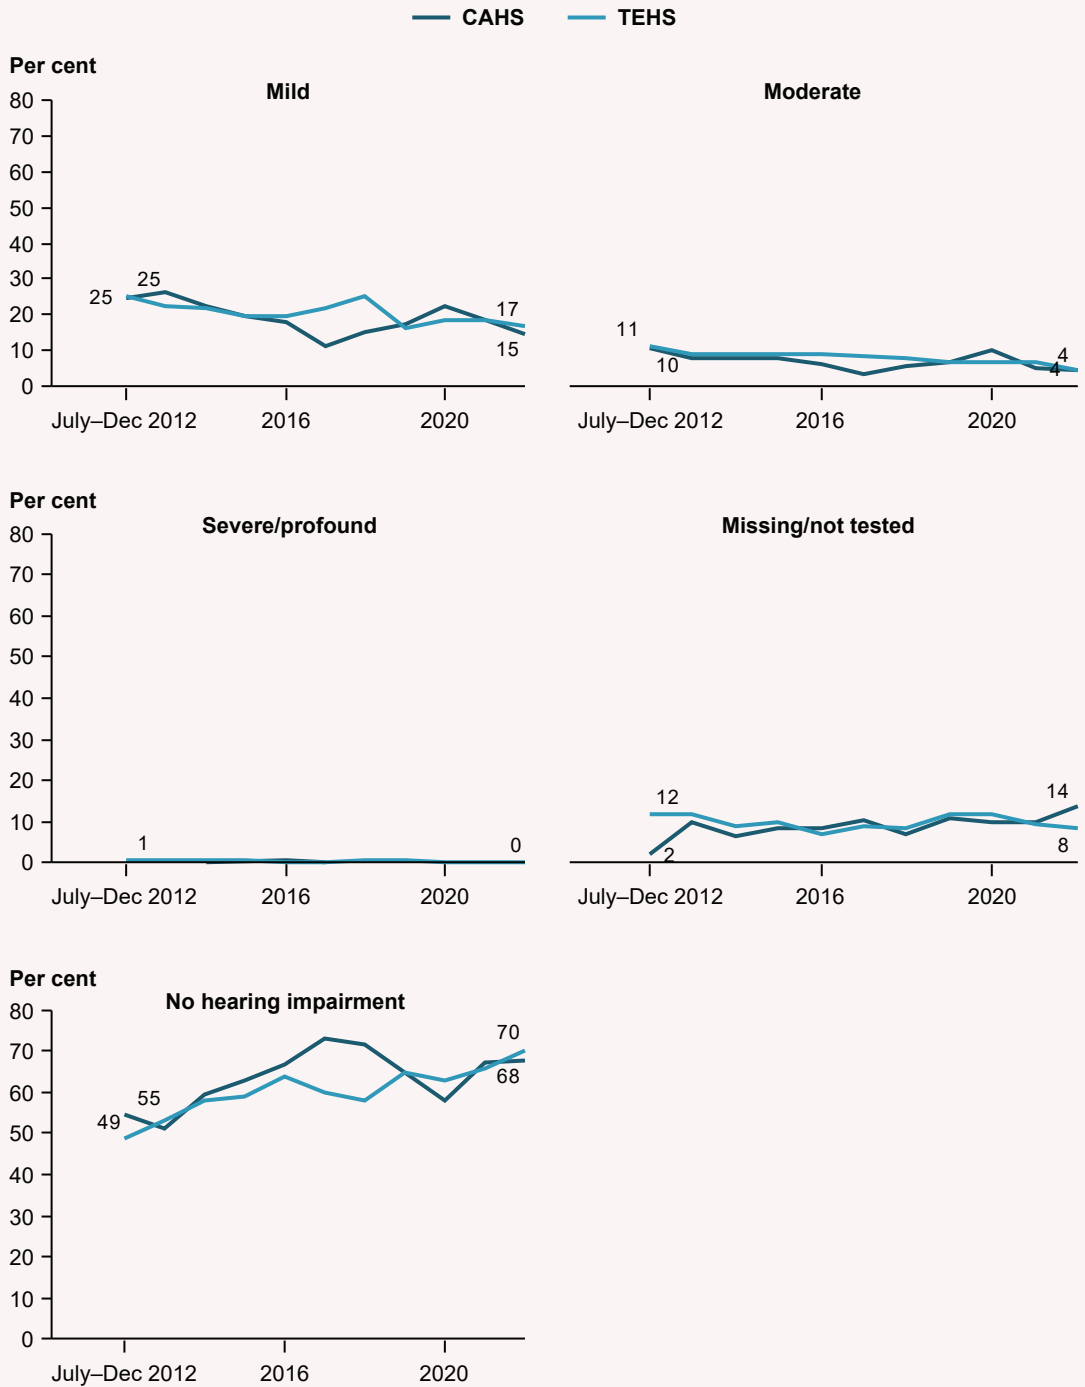 CAHS TEHS
Per cent
Mild Moderate
80
70
60
50
40
30
20
10
0
25 25 17 15
11 10 4 4
July–Dec 2012 2016 2020 July–Dec 2012 2016 2020
Per cent
Severe/profound Missing/not tested
80
70
60
50
40
30
20
10
0
1 0
12 2 14 8
July–Dec 2012 2016 2020 July–Dec 2012 2016 2020
Per cent
No hearing impairment
80
70
60
50
40
30
20
10
0
49 55 70 68
July–Dec 2012 2016 2020